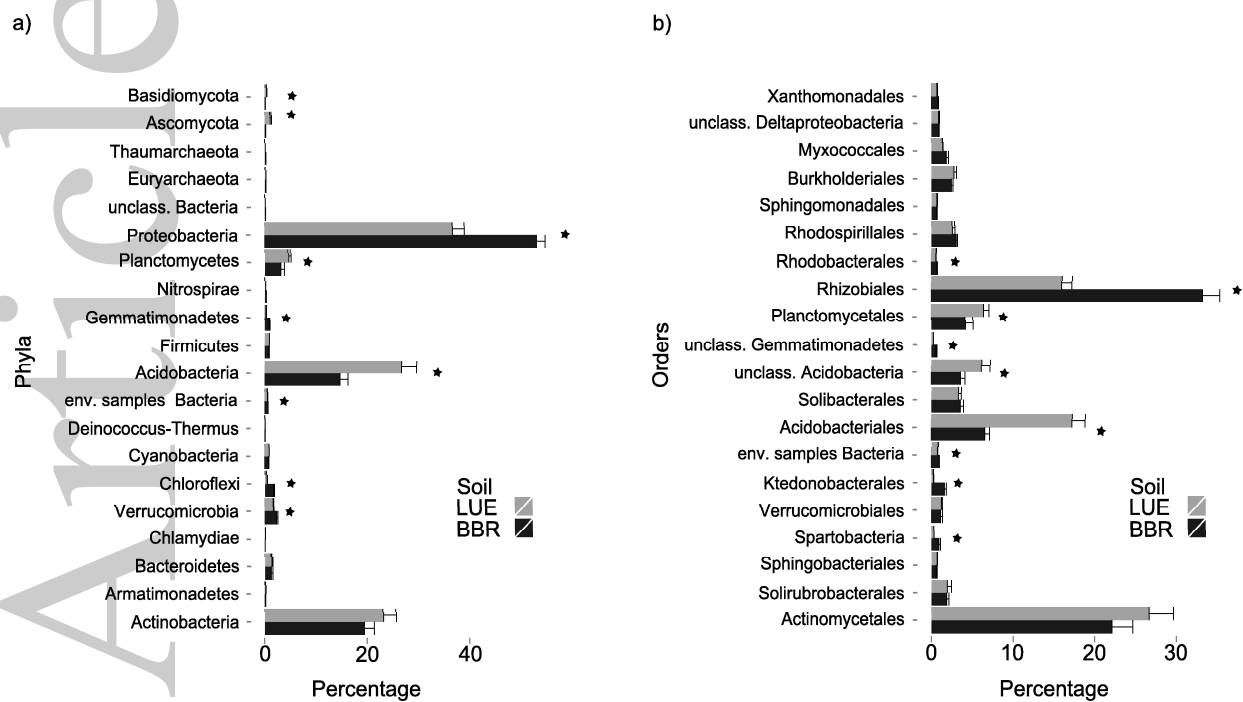 a)
Phyla
Basidiomycota
Ascomycota
Thaumarchaeota
Euryarchaeota
unclass. Bacteria
Proteobacteria
Planctomycetes
Nitrospirae
Gemmatimonadetes
Firmicutes
Acidobacteria
env. samples Bacteria
Deinococcus-Thermus
Cyanobacteria
Chloroflexi
Verrucomicrobia
Chlamydiae
Bacteroidetes
Armatimonadetes
Actinobacteria
Soil
LUE
BBR
0 20 40
Percentage
b)
Orders
Xanthomonadales
unclass. Deltaproteobacteria
Myxococcales
Burkholderiales
Sphingomonadales
Rhodospirillales
Rhodobacterales
Rhizobiales
Planctomycetales
unclass. Gemmatimonadetes
unclass. Acidobacteria
Solibacterales
Acidobacteriales
env. samples Bacteria
Ktedonobacterales
Verrucomicrobiales
Spartobacteria
Sphingobacteriales
Solirubrobacterales
Actinomycetales
Soil
LUE
BBR
0 10 20 30
Percentage
Article